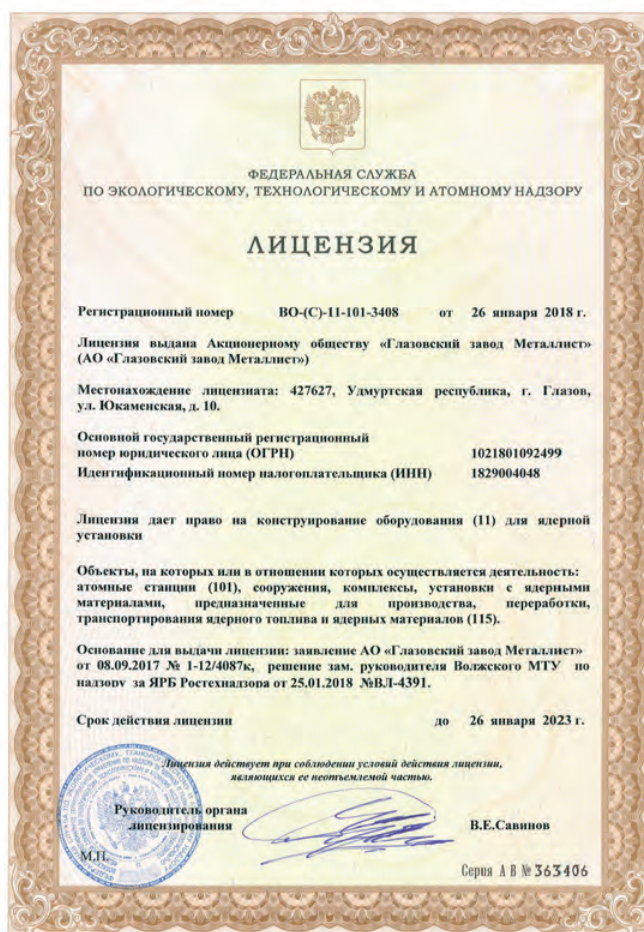 ФЕДЕРАЛЬНАЯ СЛУЖБА
ПО ЭКОЛОГИЧЕСКОМУ, ТЕХНОЛОГИЧЕСКОМУ И АТОМНОМУ НАДЗОРУ
ЛИЦЕНЗИЯ
Регистрационный номер ВО-(С)-11-101-3408 от 26 января 2018 г.
Лицензия выдана Акционерному обществу «Глазовский завод Металлист»
(АО «Глазовский завод Металлист»)
Местонахождение лицензиата: 427627, Удмуртская республика, г. Глазов,
ул. Юкаменская, д. 10.
Основной государственный регистрационный
номер юридического лица (ОГРН) 1021801092499
Идентификационный номер налогоплательщика (ИНН) 1829004048
Лицензия дает право на конструирование оборудования (11) для ядерной
установки
Объекты, на которых или в отношении которых осуществляется деятельность:
атомные станции (101), сооружения, комплексы, установки с ядерными
материалами, предназначенные для производства, переработки,
транспортирования ядерного топлива и ядерных материалов (115).
Основание для выдачи лицензии: заявление АО «Глазовский завод Металлист»
от 08.09.2017 № 1-12/4087к, решение зам. руководителя Волжского МТУ по
надзору за ЯРБ Ростехнадзора от 25.01.2018 №ВЛ-4391.
Срок действия лицензии до 26 января 2023 г.
Лицензия действует при соблюдении условий действия лицензии,
являющихся ее неотъемлемой частью.
Руководитель органа
лицензирования В.Е.Савинов
М.П.
Серия А В № 363406